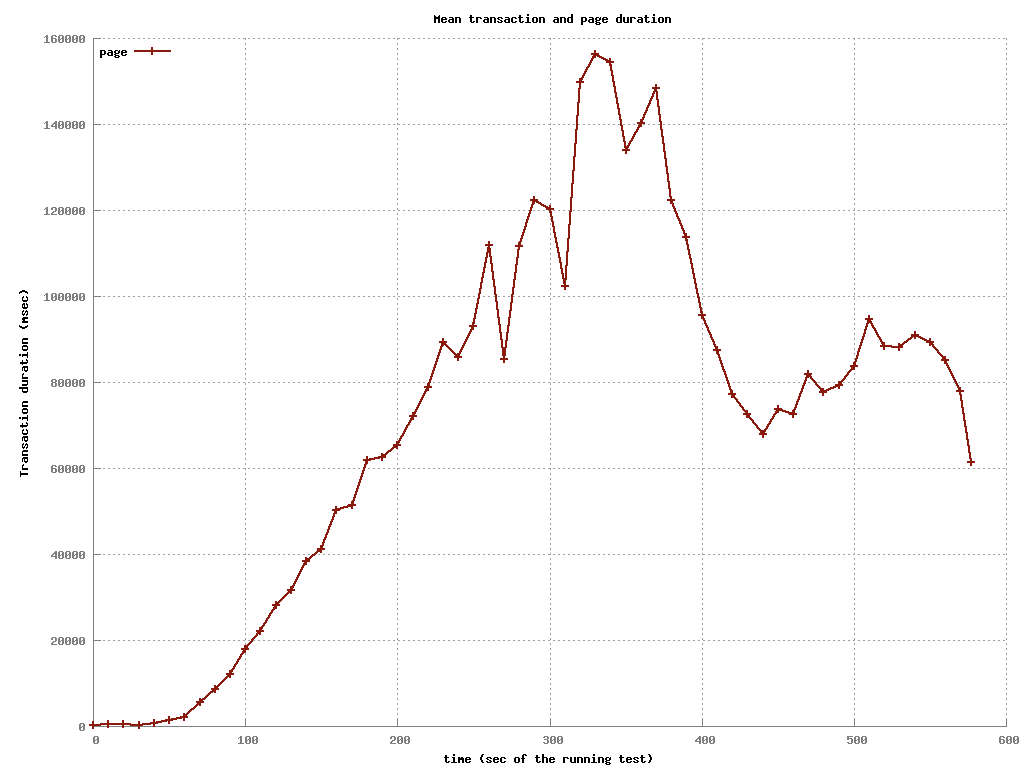 Mean transaction and page duration
page
160000
140000
120000
100000
80000
60000
40000
20000
0
Transaction duration (msec)
0 100 200 300 400 500 600
time (sec of the running test)